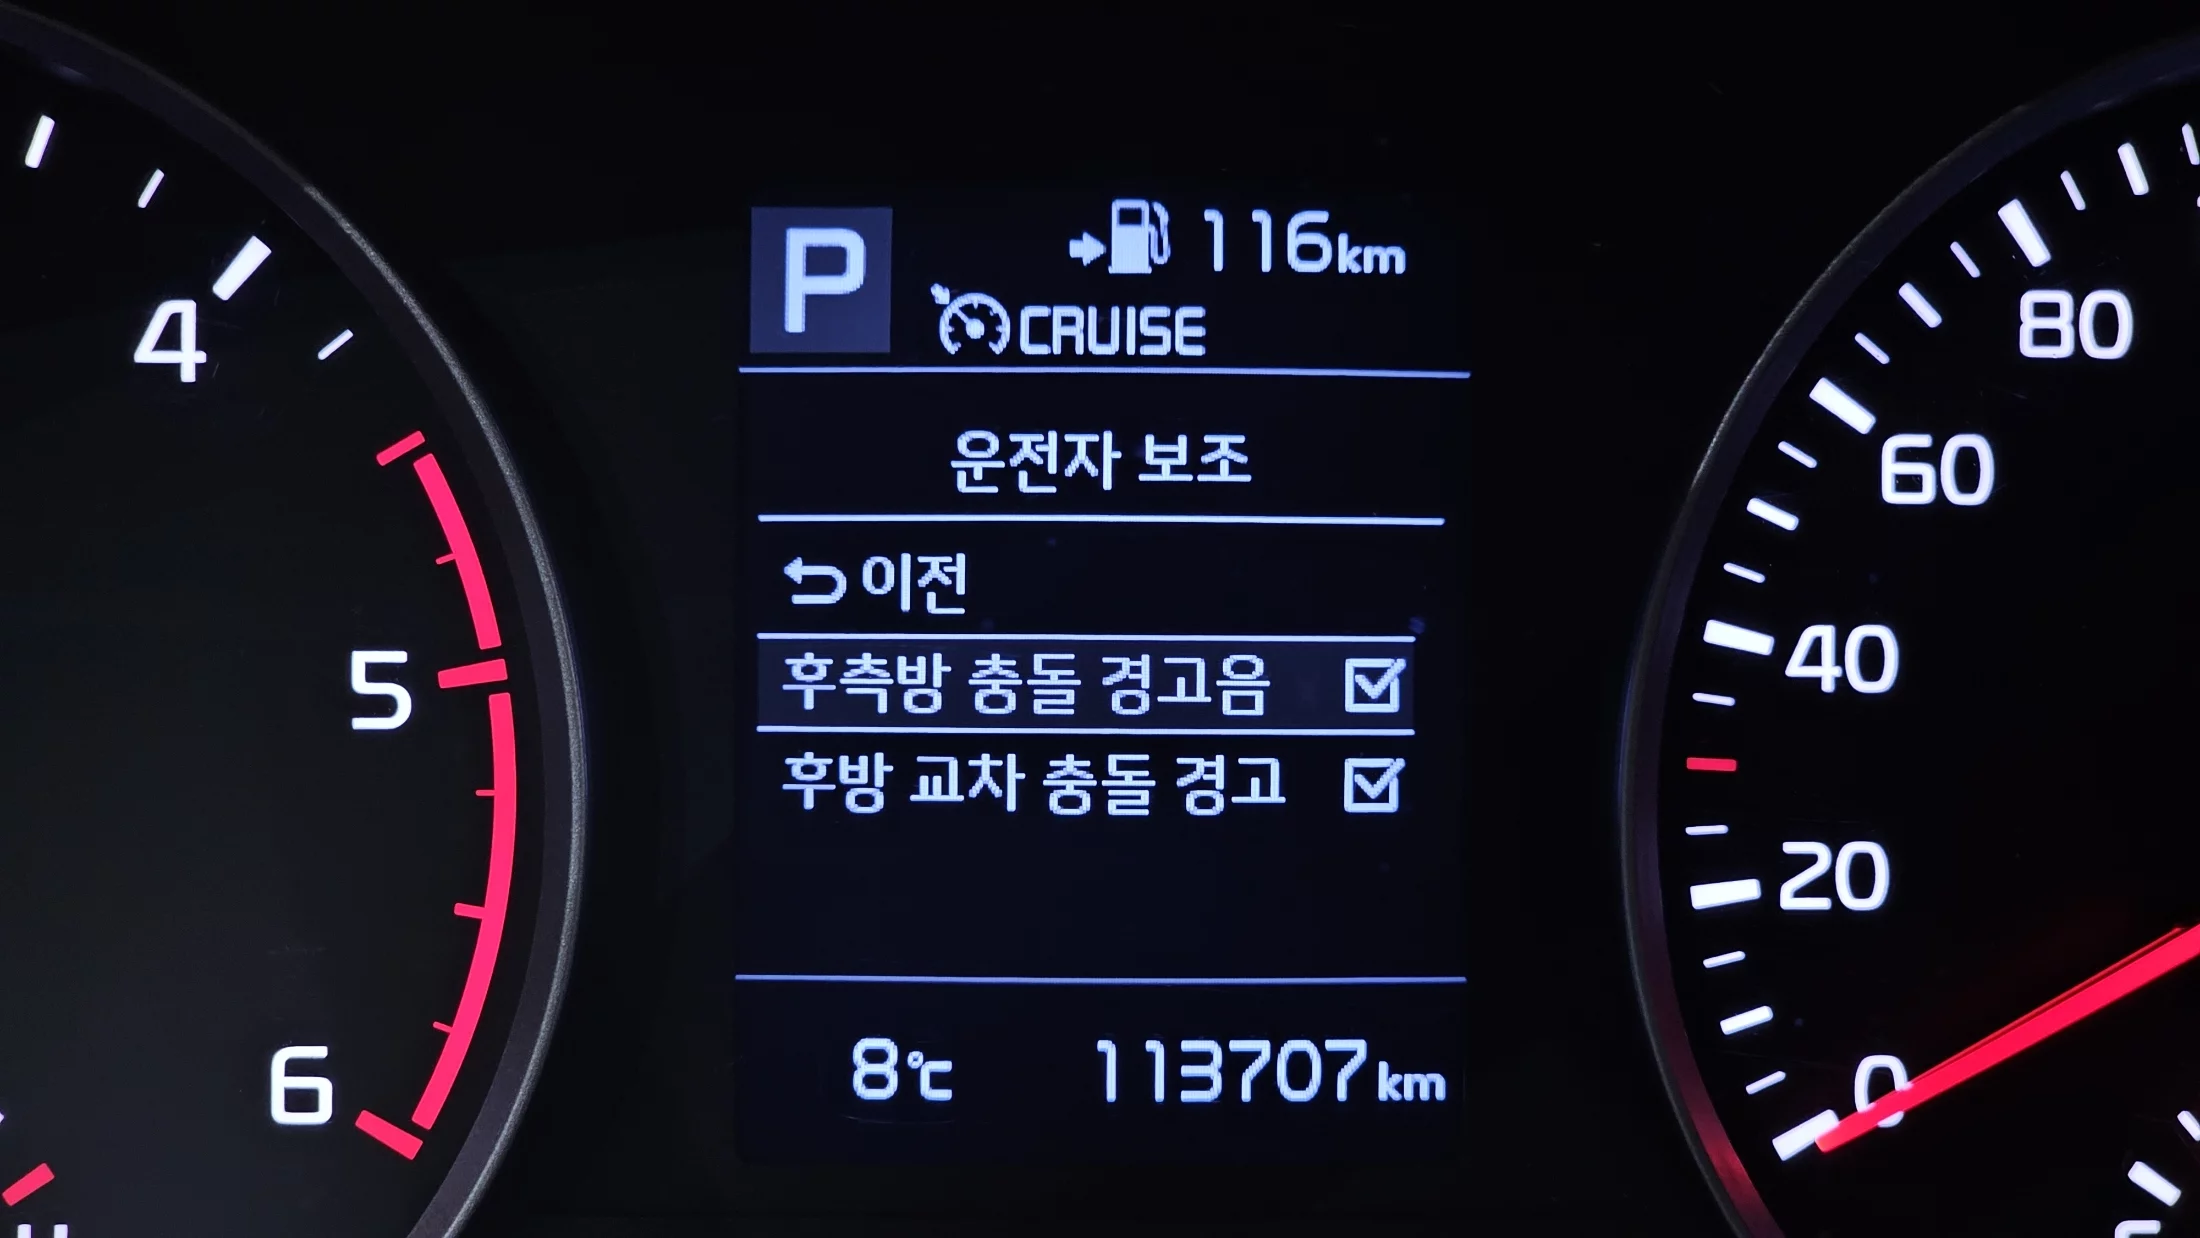 P
116km
CRUISE
운전자 보조
이전
후측방 충돌 경고음
후방 교차 충돌 경고
8℃ 113707km
4
5
6
80
60
40
20
0